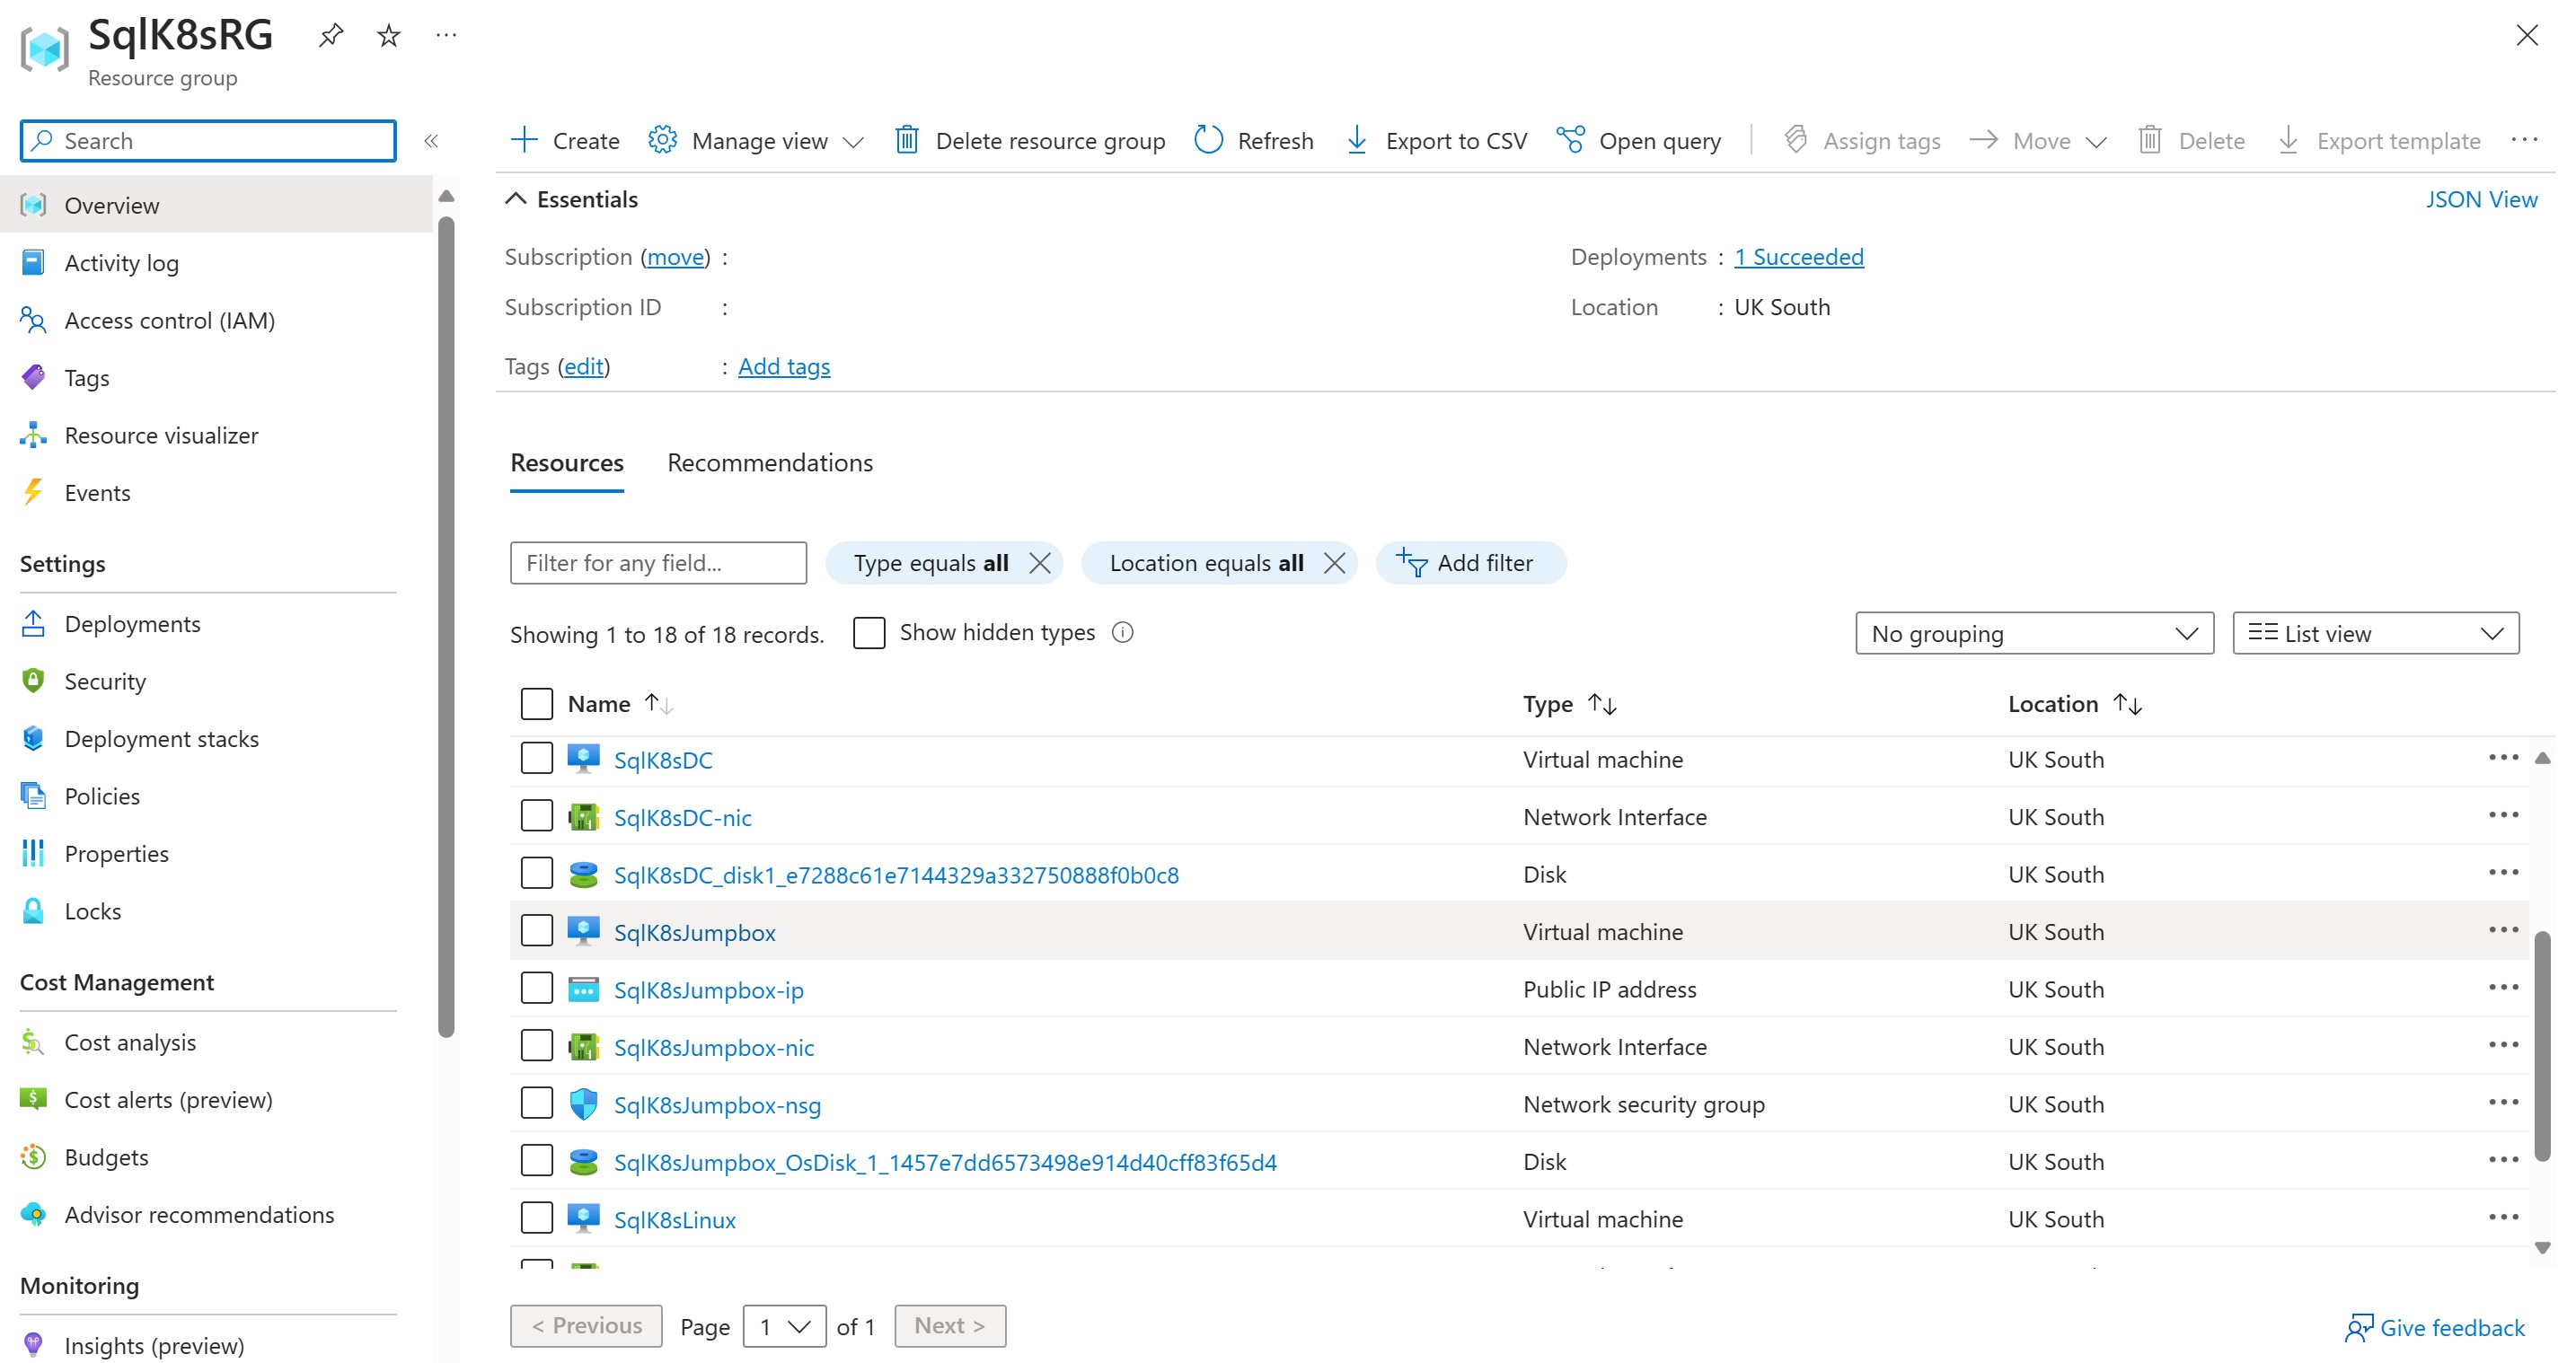 SqlK8sRG
Resource group
Search
Overview
Activity log
Access control (IAM)
Tags
Resource visualizer
Events
Settings
Deployments
Security
Deployment stacks
Policies
Properties
Locks
Cost Management
Cost analysis
Cost alerts (preview)
Budgets
Advisor recommendations
Monitoring
Insights (preview)
Create Manage view Delete resource group Refresh Export to CSV Open query Assign tags Move Delete Export template
Essentials JSON View
Subscription (move) : Deployments : 1 Succeeded
Subscription ID : Location : UK South
Tags (edit) : Add tags
Resources Recommendations
Filter for any field... Type equals all Location equals all Add filter
Showing 1 to 18 of 18 records. Show hidden types No grouping List view
Name Type Location
SqlK8sDC Virtual machine UK South
SqlK8sDC-nic Network Interface UK South
SqlK8sDC_disk1_e7288c61e7144329a332750888f0b0c8 Disk UK South
SqlK8sJumpbox Virtual machine UK South
SqlK8sJumpbox-ip Public IP address UK South
SqlK8sJumpbox-nic Network Interface UK South
SqlK8sJumpbox-nsg Network security group UK South
SqlK8sJumpbox_OsDisk_1_1457e7dd6573498e914d40cff83f65d4 Disk UK South
SqlK8sLinux Virtual machine UK South
< Previous Page 1 of 1 Next > Give feedback